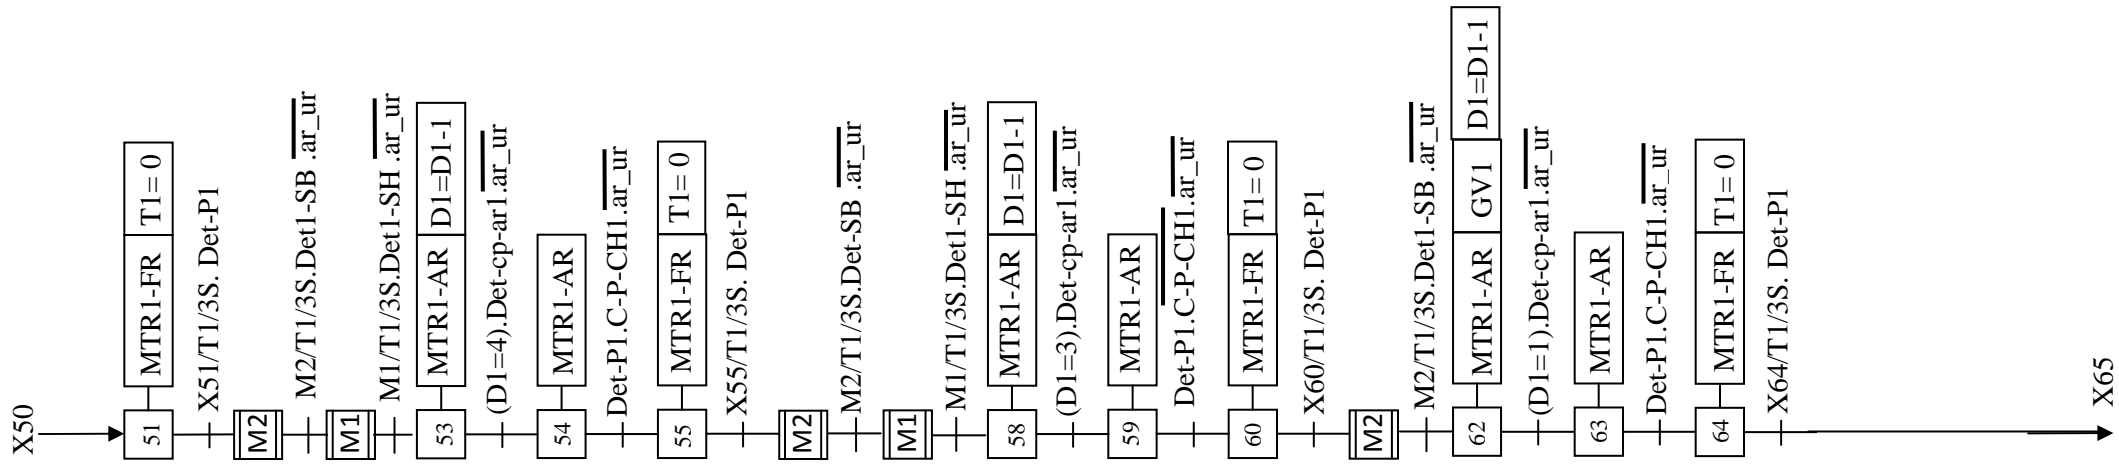 X50
51 MTR1-FR T1= 0
X51/T1/3S. Det-P1
M2
M2/T1/3S.Det1-SB .ar_ur
M1
M1/T1/3S.Det1-SH .ar_ur
53 MTR1-AR D1=D1-1
(D1=4).Det-cp-ar1.ar_ur
54 MTR1-AR
Det-P1.C-P-CH1.ar_ur
55 MTR1-FR T1= 0
X55/T1/3S. Det-P1
M2
M2/T1/3S.Det-SB .ar_ur
M1
M1/T1/3S.Det1-SH .ar_ur
58 MTR1-AR D1=D1-1
(D1=3).Det-cp-ar1.ar_ur
59 MTR1-AR
Det-P1.C-P-CH1.ar_ur
60 MTR1-FR T1= 0
X60/T1/3S. Det-P1
M2
M2/T1/3S.Det1-SB .ar_ur
62 MTR1-AR GV1 D1=D1-1
(D1=1).Det-cp-ar1.ar_ur
63 MTR1-AR
Det-P1.C-P-CH1.ar_ur
64 MTR1-FR T1= 0
X64/T1/3S. Det-P1
X65